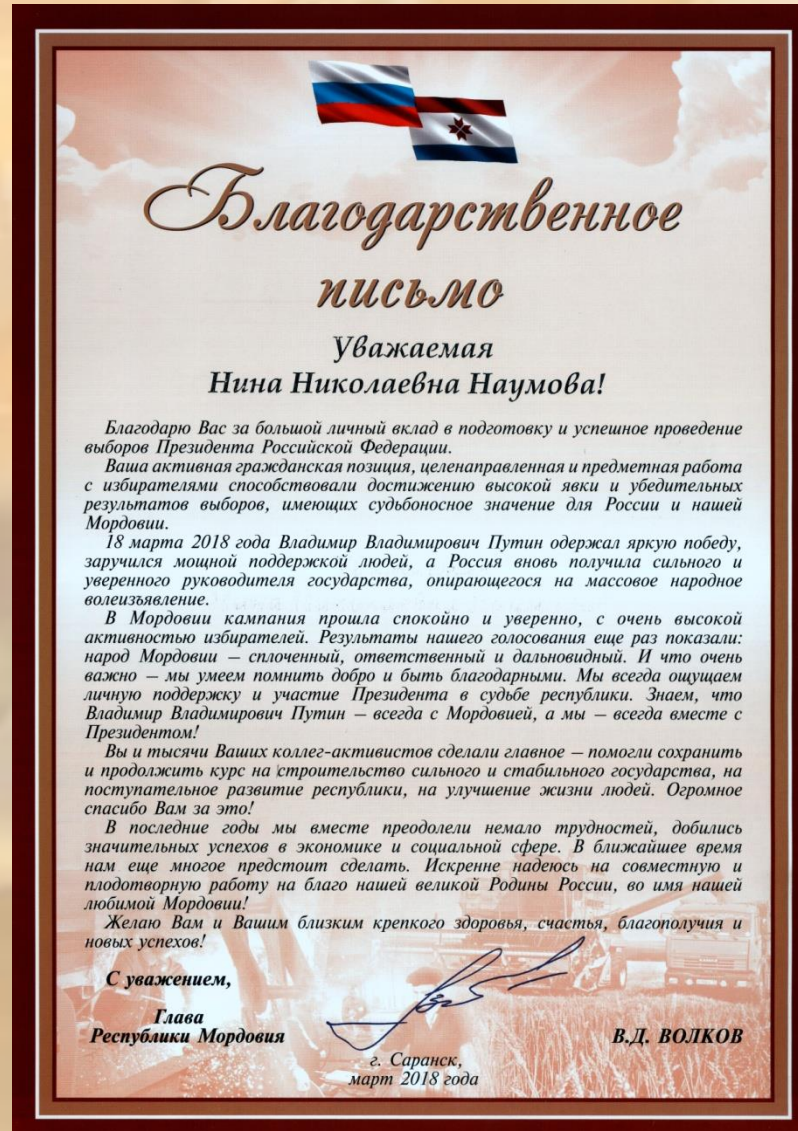 Благодарственное
письмо
Уважаемая
Нина Николаевна Наумова!
Благодарю Вас за большой личный вклад в подготовку и успешное проведение
выборов Президента Российской Федерации.
Ваша активная гражданская позиция, целенаправленная и предметная работа
с избирателями способствовали достижению высокой явки и убедительных
результатов выборов, имеющих судьбоносное значение для России и нашей
Мордовии.
18 марта 2018 года Владимир Владимирович Путин одержал яркую победу,
заручился мощной поддержкой людей, а Россия вновь получила сильного и
уверенного руководителя государства, опирающегося на массовое народное
волеизъявление.
В Мордовии кампания прошла спокойно и уверенно, с очень высокой
активностью избирателей. Результаты нашего голосования еще раз показали:
народ Мордовии – сплоченный, ответственный и дальновидный. И что очень
важно – мы умеем помнить добро и быть благодарными. Мы всегда ощущаем
личную поддержку и участие Президента в судьбе республики. Знаем, что
Владимир Владимирович Путин – всегда с Мордовией, а мы – всегда вместе с
Президентом!
Вы и тысячи Ваших коллег-активистов сделали главное – помогли сохранить
и продолжить курс на строительство сильного и стабильного государства, на
поступательное развитие республики, на улучшение жизни людей. Огромное
спасибо Вам за это!
В последние годы мы вместе преодолели немало трудностей, добились
значительных успехов в экономике и социальной сфере. В ближайшее время
нам еще многое предстоит сделать. Искренне надеюсь на совместную и
плодотворную работу на благо нашей великой Родины России, во имя нашей
любимой Мордовии!
Желаю Вам и Вашим близким крепкого здоровья, счастья, благополучия и
новых успехов!
С уважением,
Глава
Республики Мордовия
В.Д. ВОЛКОВ
г. Саранск,
март 2018 года